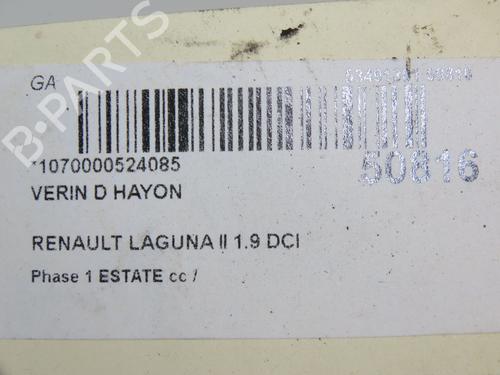 B-PARTS
GA
*1070000524085
50816
VERIN D HAYON
RENAULT LAGUNA II 1.9 DCI
Phase 1 ESTATE cc /